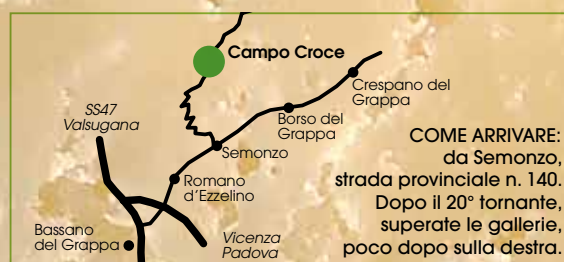 Campo Croce
Crespano del
Grappa
SS47
Valsugana
Borso del
Grappa
Semonzo
Romano
d'Ezzelino
Bassano
del Grappa
Vicenza
Padova
COME ARRIVARE:
da Semonzo,
strada provinciale n. 140.
Dopo il 20° tornante,
superate le gallerie,
poco dopo sulla destra.